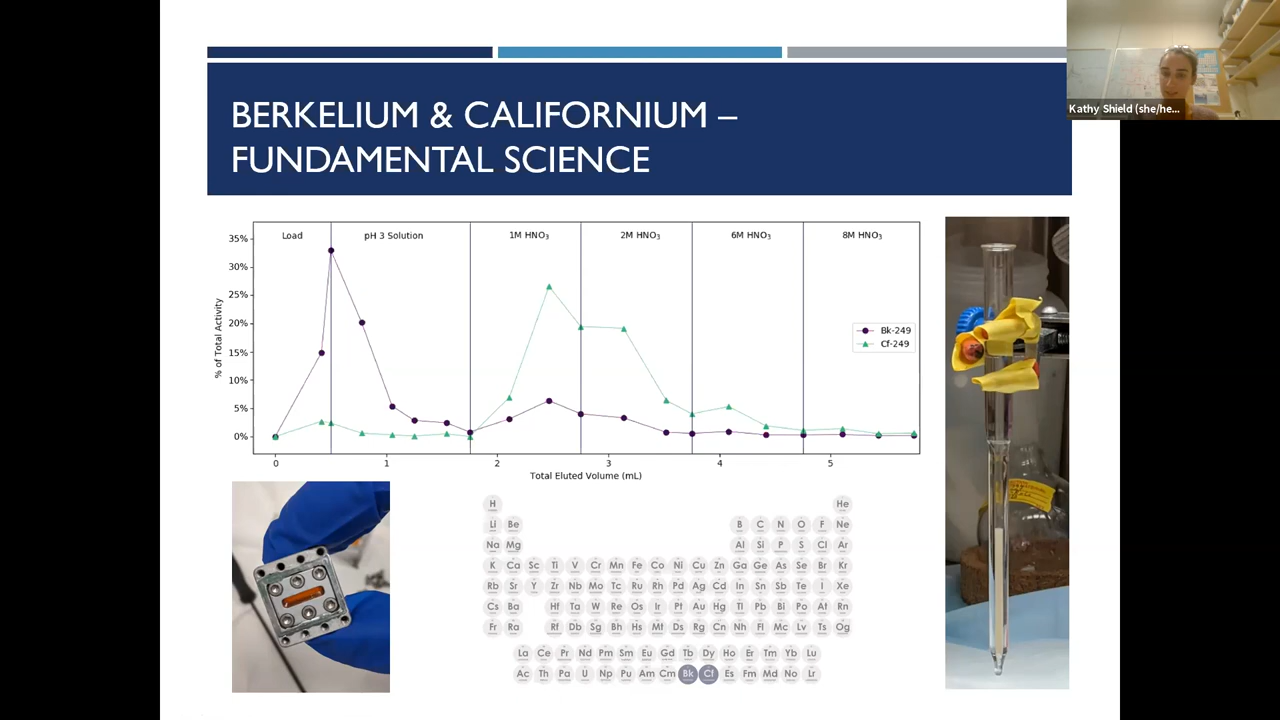 Kathy Shield (she/he...
BERKELIUM & CALIFORNIUM –
FUNDAMENTAL SCIENCE
Load pH 3 Solution 1M HNO3 2M HNO3 6M HNO3 8M HNO3
35%
30%
25%
20%
15%
10%
5%
0%
% of Total Activity
Bk-249
Cf-249
0 1 2 3 4 5
Total Eluted Volume (mL)
H He
Li Be B C N O F Ne
Na Mg Al Si P S Cl Ar
K Ca Sc Ti V Cr Mn Fe Co Ni Cu Zn Ga Ge As Se Br Kr
Rb Sr Y Zr Nb Mo Tc Ru Rh Pd Ag Cd In Sn Sb Te I Xe
Cs Ba Hf Ta W Re Os Ir Pt Au Hg Tl Pb Bi Po At Rn
Fr Ra Rf Db Sg Bh Hs Mt Ds Rg Cn Nh Fl Mc Lv Ts Og
La Ce Pr Nd Pm Sm Eu Gd Tb Dy Ho Er Tm Yb Lu
Ac Th Pa U Np Pu Am Cm Bk Cf Es Fm Md No Lr